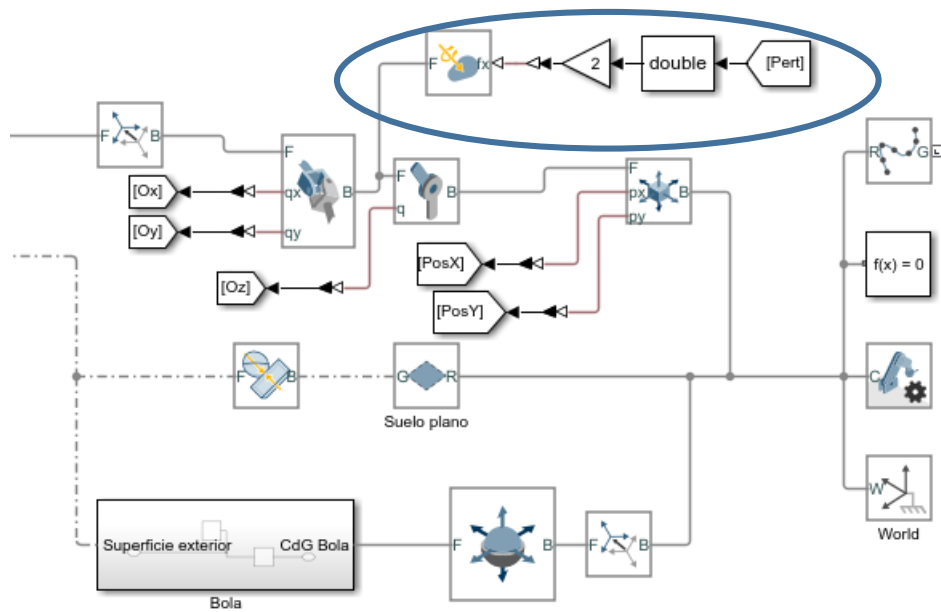 F
fx
2
double
[Pert]
F
B
F
qx
qy
B
[Ox]
[Oy]
F
q
B
[Oz]
F
px
py
B
[PosX]
[PosY]
R
G
f(x) = 0
F
B
G
R
Suelo plano
C
W
World
Superficie exterior
CdG Bola
Bola
F
B
F
B